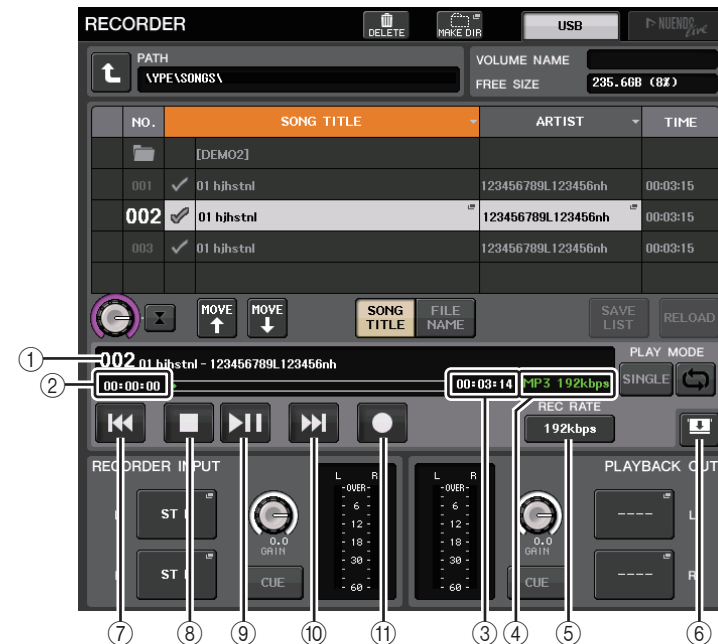 RECORDER DELETE MAKE DIR USB NUENDO Live
PATH VOLUME NAME
\YPE\SONGS\ FREE SIZE 235.6GB (8%)
NO. SONG TITLE ARTIST TIME
[DEMO2]
001 01 hjhstnl 123456789L123456nh 00:03:15
002 01 hjhstnl 123456789L123456nh 00:03:15
003 01 hjhstnl 123456789L123456nh 00:03:15
MOVE MOVE SONG TITLE FILE NAME SAVE LIST RELOAD
① 002 01 hjhstnl - 123456789L123456nh PLAY MODE
② 00:00:00 00:03:14 MP3 192kbps SINGLE
REC RATE
192kbps
RECORDER INPUT L R L R PLAYBACK OUT
-OVER- -OVER-
ST - 6 - - 6 - ---- L
- 12 - - 12 -
0.0 - 18 - - 18 - 0.0
GAIN - 30 - - 30 - GAIN
ST CUE - 60 - - 60 - CUE ---- R
⑦ ⑧ ⑨ ⑩ ⑪ ③ ④ ⑤ ⑥